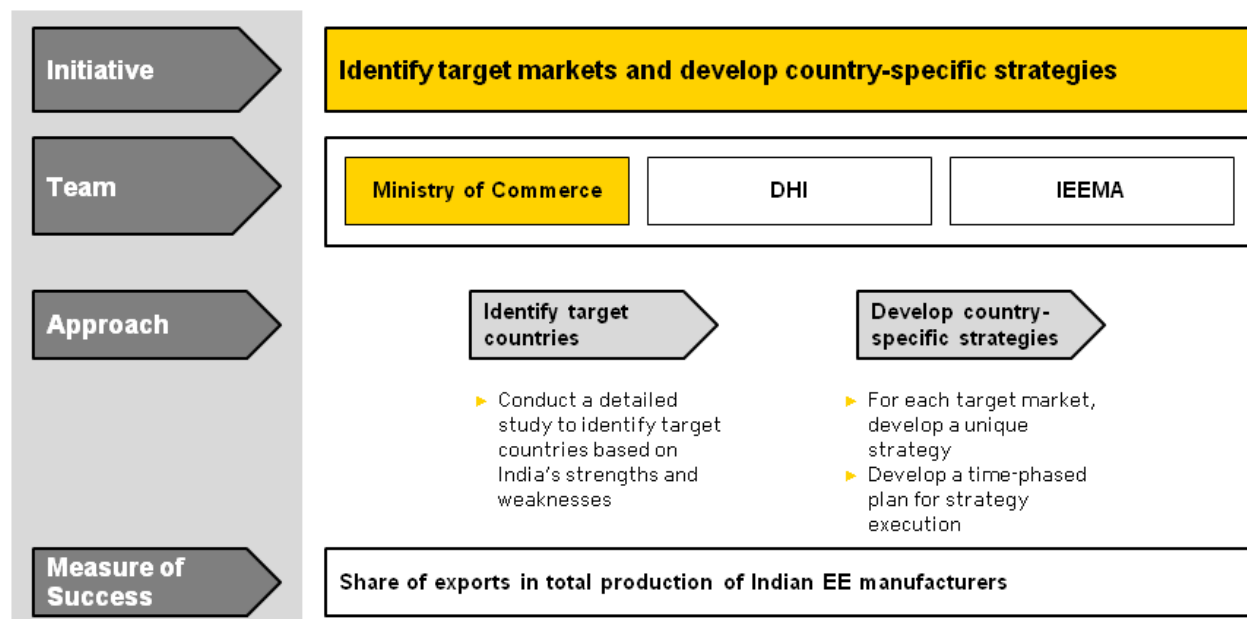 Initiative
Identify target markets and develop country-specific strategies
Team
Ministry of Commerce
DHI
IEEMA
Approach
Identify target
countries
Develop country-
specific strategies
► Conduct a detailed
study to identify target
countries based on
India's strengths and
weaknesses
► For each target market,
develop a unique
strategy
► Develop a time-phased
plan for strategy
execution
Measure of
Success
Share of exports in total production of Indian EE manufacturers